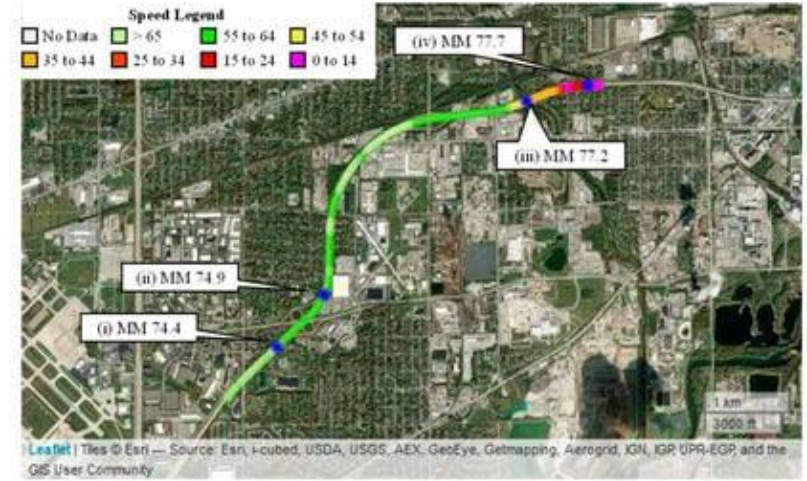 Speed Legend
No Data > 65 55 to 64 45 to 54
35 to 44 25 to 34 15 to 24 0 to 14
(iv) MM 77.7
(iii) MM 77.2
(ii) MM 74.9
(i) MM 74.4
1 km
3000 ft
Leaflet | Tiles © Esri — Source: Esri, i-cubed, USDA, USGS, AEX, GeoEye, Getmapping, Aerogrid, IGN, IGP, UPR-EGP, and the
GIS User Community